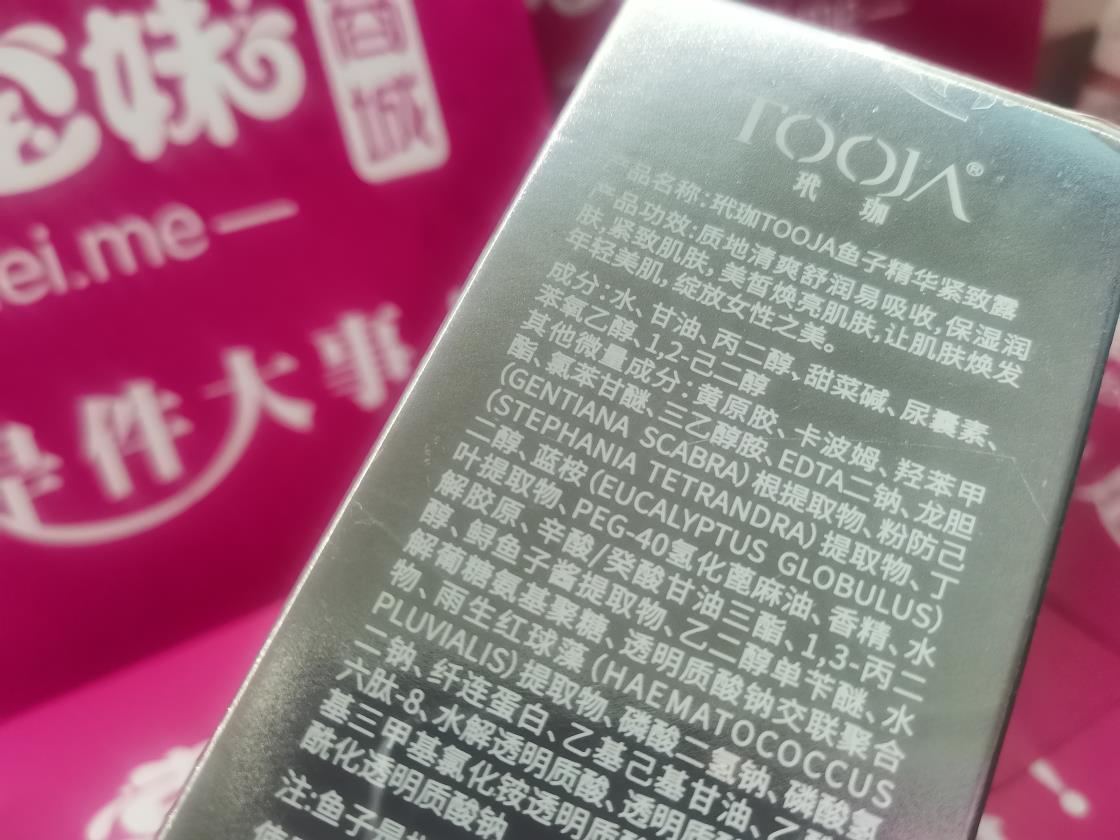 妹
商城
ei.me
是件大事
TOOJA®
玳珈
产品名称:玳珈TOOJA鱼子精华紧致露
产品功效:质地清爽舒润易吸收,保湿润
肤,紧致肌肤,美皙焕亮肌肤,让肌肤焕发
年轻美肌,绽放女性之美。
成分:水、甘油、丙二醇、甜菜碱、尿囊素、
苯氧乙醇、1,2-己二醇
其他微量成分:黄原胶、卡波姆、羟苯甲
酯、氯苯甘醚、三乙醇胺、EDTA二钠、龙胆
(GENTIANA SCABRA)根提取物、粉防己
(STEPHANIA TETRANDRA)提取物、丁
二醇、蓝桉(EUCALYPTUS GLOBULUS)
叶提取物、PEG-40氢化蓖麻油、香精、水
解胶原、辛酸/癸酸甘油三酯、1,3-丙二
醇、鲟鱼子酱提取物、乙二醇单苄醚、水
解葡糖氨基聚糖、透明质酸钠交联聚合
物、雨生红球藻(HAEMATOCOCCUS
PLUVIALIS)提取物、磷酸二氢钠、磷酸氢
二钠、纤连蛋白、乙基己基甘油、乙
六肽-8、水解透明质酸、透明质
基三甲基氯化铵透明质
酰化透明质酸钠
注:鱼子